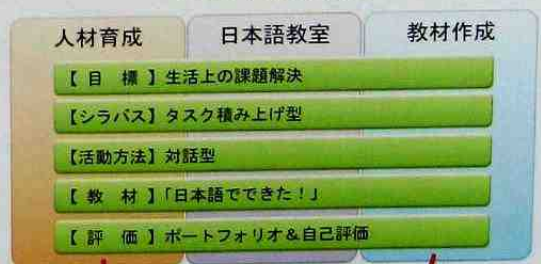 人材育成 日本語教室 教材作成
【目 標】生活上の課題解決
【シラバス】タスク積み上げ型
【活動方法】対話型
【教 材】「日本語でできた！」
【評 価】ポートフォリオ&自己評価